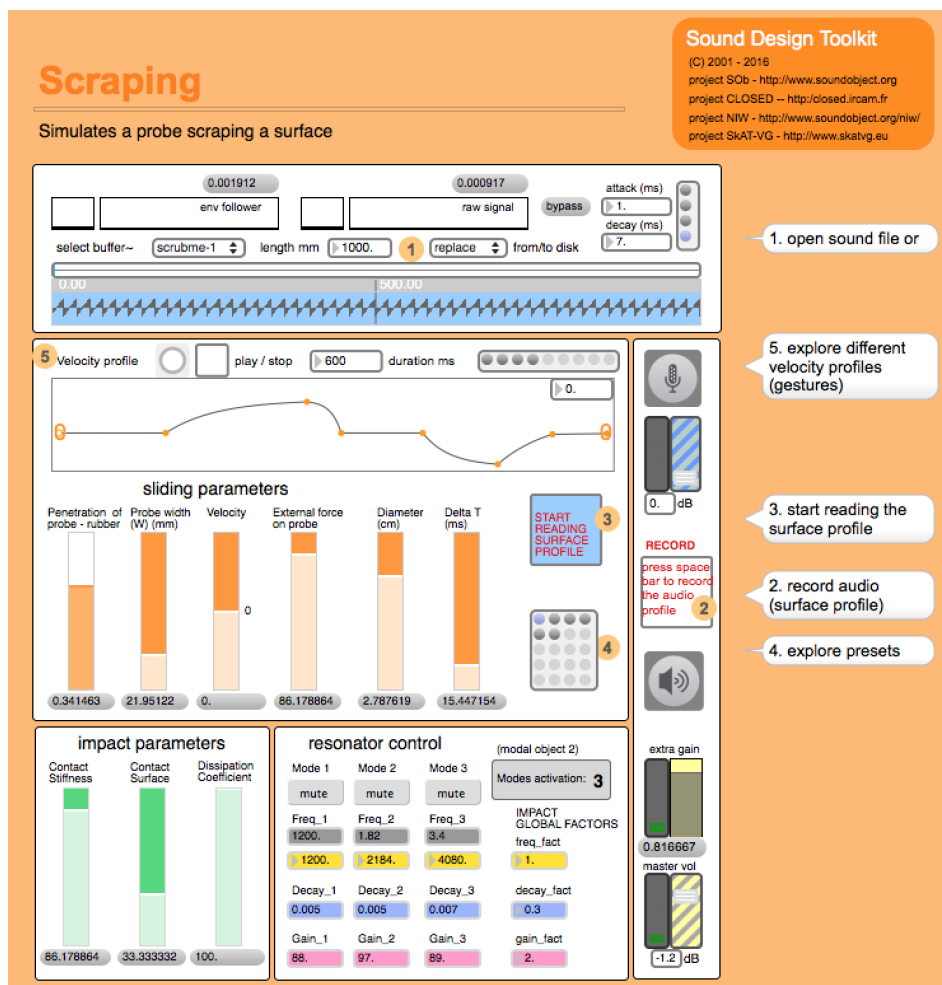 Sound Design Toolkit
(C) 2001 - 2016
project SOb - http://www.soundobject.org
project CLOSED -- http:/closed.ircam.fr
project NIW - http://www.soundobject.org/niw/
project SkAT-VG - http://www.skatvg.eu
Scraping
Simulates a probe scraping a surface
0.001912
env follower
0.000917
raw signal
bypass
attack (ms)
1.
decay (ms)
7.
select buffer~ scrubme-1 length mm 1000. 1 replace from/to disk
0.00 500.00
1. open sound file or
5 Velocity profile play / stop 600 duration ms
0.
5. explore different
velocity profiles
(gestures)
sliding parameters
Penetration of
probe - rubber
Probe width
(W) (mm)
Velocity
External force
on probe
Diameter
(cm)
Delta T
(ms)
0
0.341463 21.95122 0. 86.178864 2.787619 15.447154
START
READING
SURFACE
PROFILE
3
4
0. dB
RECORD
press space
bar to record
the audio
profile
2
3. start reading the
surface profile
2. record audio
(surface profile)
4. explore presets
impact parameters
Contact
Stiffness
Contact
Surface
Dissipation
Coefficient
86.178864 33.333332 100.
resonator control
(modal object 2)
Mode 1 Mode 2 Mode 3
mute mute mute
Modes activation: 3
Freq_1 Freq_2 Freq_3
1200. 1.82 3.4
1200. 2184. 4080.
IMPACT
GLOBAL FACTORS
freq_fact
1.
Decay_1 Decay_2 Decay_3 decay_fact
0.005 0.005 0.007 0.3
Gain_1 Gain_2 Gain_3 gain_fact
88. 97. 89. 2.
extra gain
0.816667
master vol
-1.2 dB